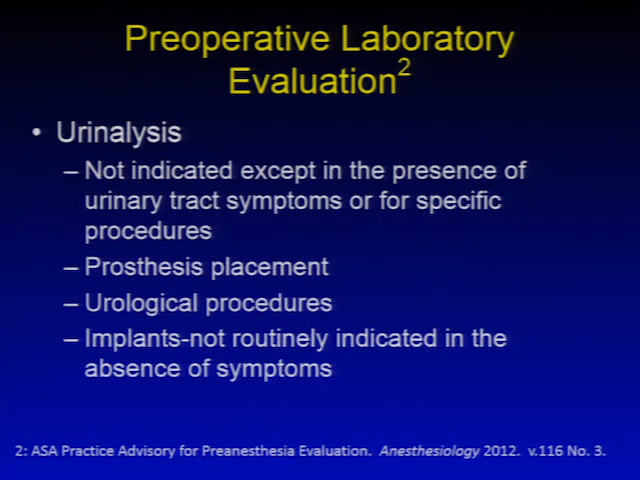 Preoperative Laboratory
Evaluation2
• Urinalysis
– Not indicated except in the presence of
urinary tract symptoms or for specific
procedures
– Prosthesis placement
– Urological procedures
– Implants-not routinely indicated in the
absence of symptoms
2: ASA Practice Advisory for Preanesthesia Evaluation. Anesthesiology 2012. v.116 No. 3.